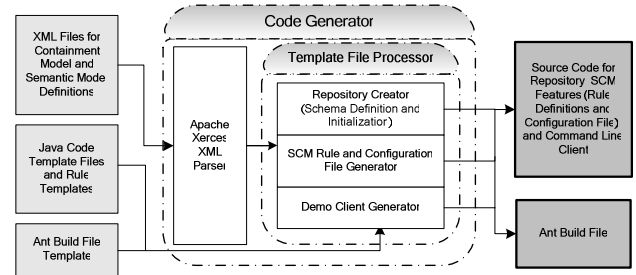 Code Generator
XML Files for
Containment
Model and
Semantic Mode
Definitions
Java Code
Template Files
and Rule
Templates
Ant Build File
Template
Apache
Xerces
XML
Parser
Template File Processor
Repository Creator
(Schema Definition and
Initialization)
SCM Rule and Configuration
File Generator
Demo Client Generator
Source Code for
Repository SCM
Features (Rule
Definitions and
Configuration File)
and Command Line
Client
Ant Build File